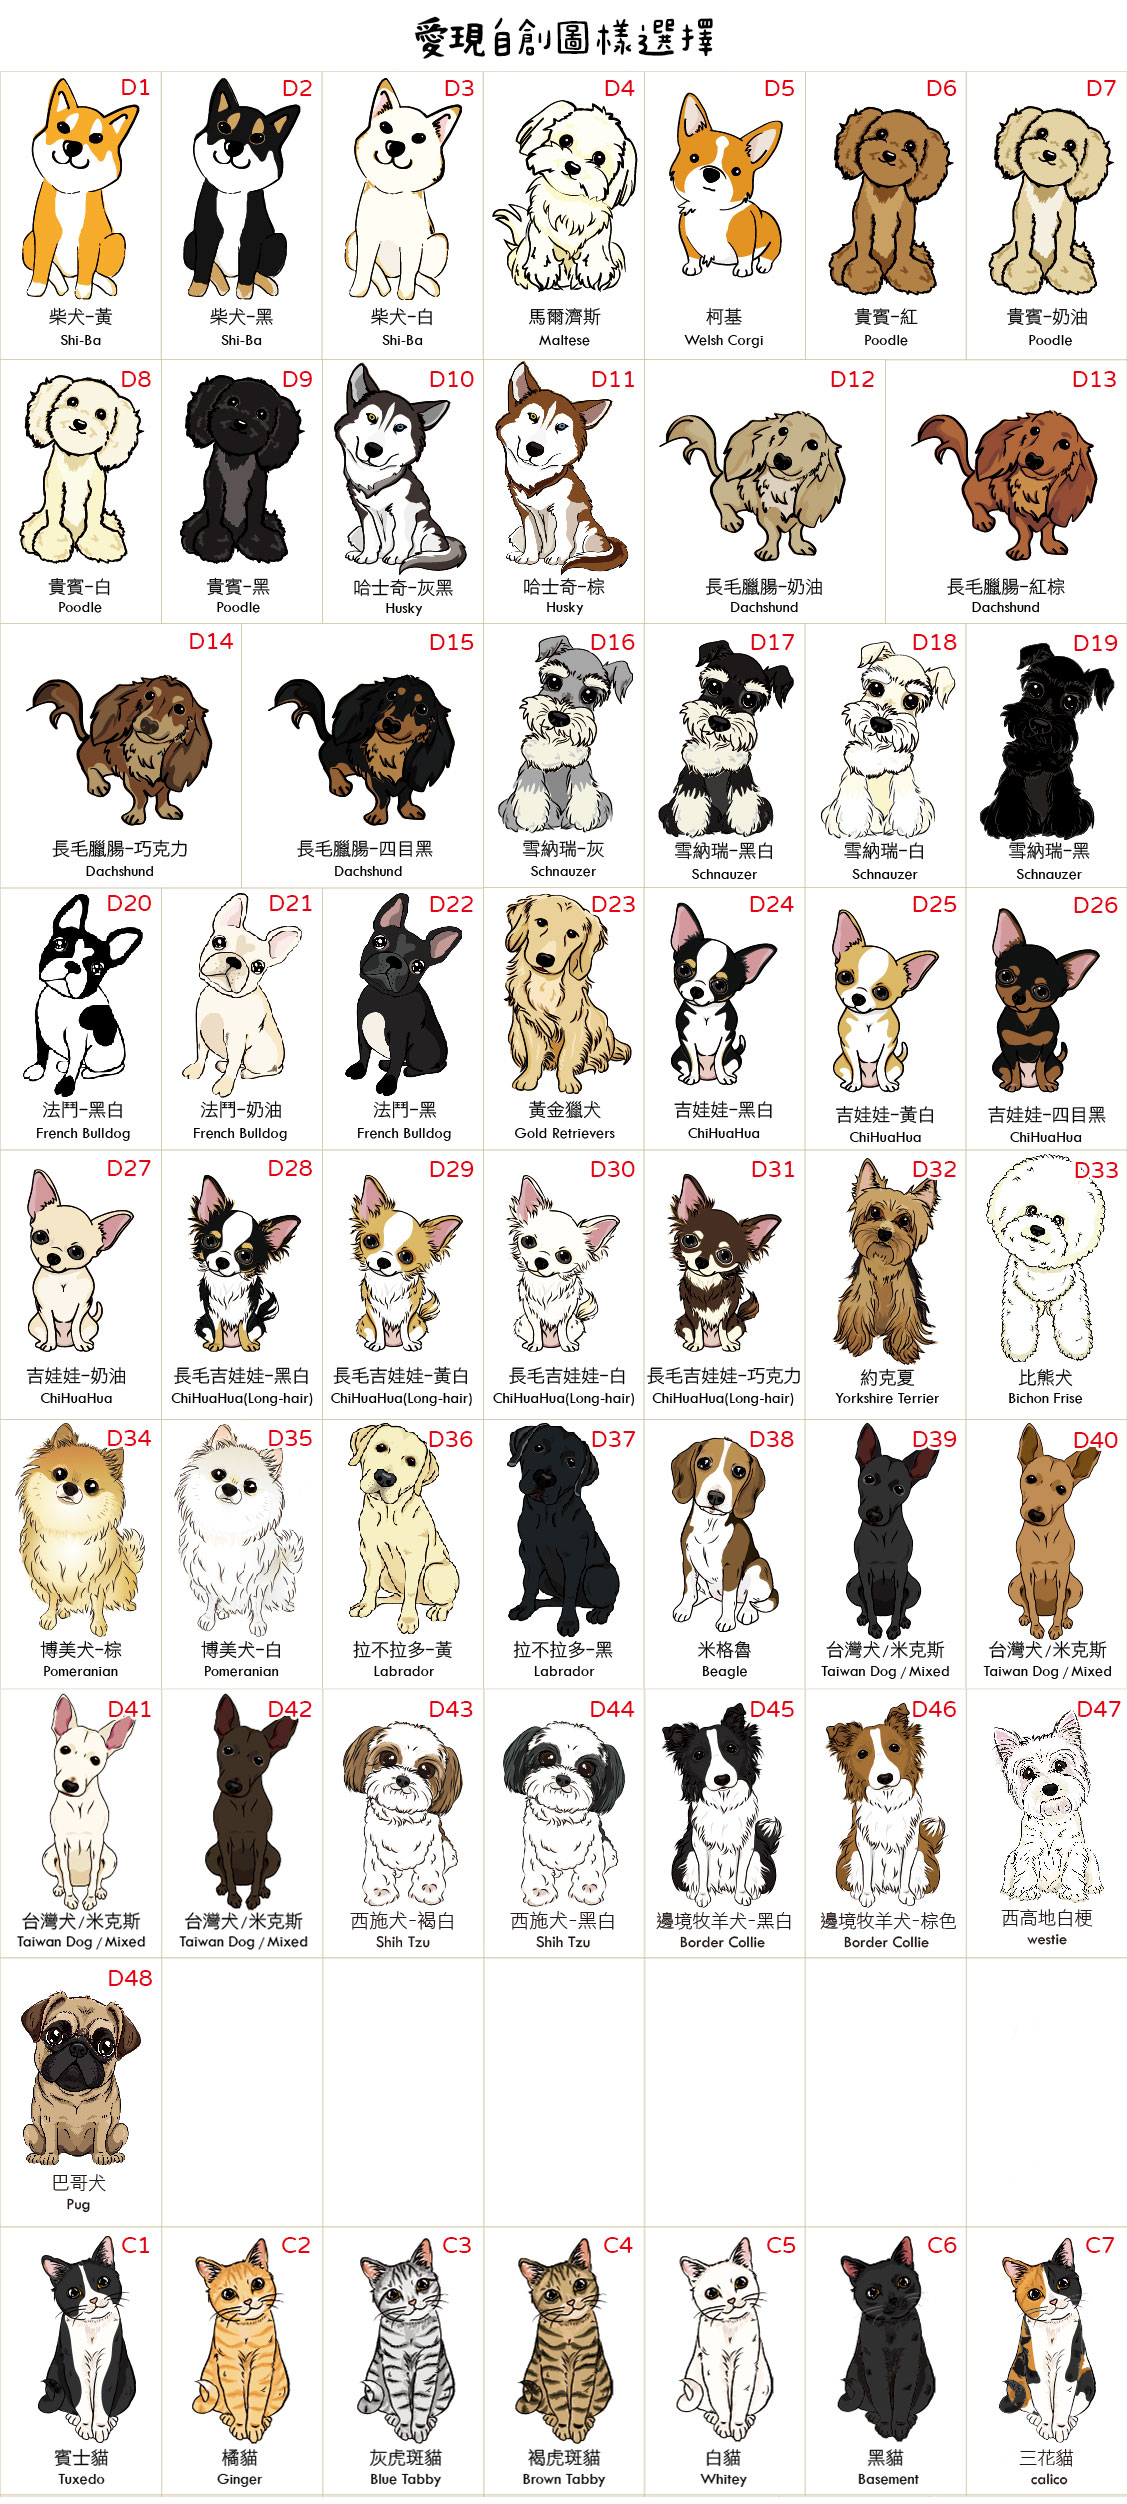 愛現自創圖樣選擇
D1
柴犬-黃
Shi-Ba
D2
柴犬-黑
Shi-Ba
D3
柴犬-白
Shi-Ba
D4
馬爾濟斯
Maltese
D5
柯基
Welsh Corgi
D6
貴賓-紅
Poodle
D7
貴賓-奶油
Poodle
D8
貴賓-白
Poodle
D9
貴賓-黑
Poodle
D10
哈士奇-灰黑
Husky
D11
哈士奇-棕
Husky
D12
長毛臘腸-奶油
Dachshund
D13
長毛臘腸-紅棕
Dachshund
D14
長毛臘腸-巧克力
Dachshund
D15
長毛臘腸-四目黑
Dachshund
D16
雪納瑞-灰
Schnauzer
D17
雪納瑞-黑白
Schnauzer
D18
雪納瑞-白
Schnauzer
D19
雪納瑞-黑
Schnauzer
D20
法鬥-黑白
French Bulldog
D21
法鬥-奶油
French Bulldog
D22
法鬥-黑
French Bulldog
D23
黃金獵犬
Gold Retrievers
D24
吉娃娃-黑白
ChiHuaHua
D25
吉娃娃-黃白
ChiHuaHua
D26
吉娃娃-四目黑
ChiHuaHua
D27
吉娃娃-奶油
ChiHuaHua
D28
長毛吉娃娃-黑白
ChiHuaHua(Long-hair)
D29
長毛吉娃娃-黃白
ChiHuaHua(Long-hair)
D30
長毛吉娃娃-白
ChiHuaHua(Long-hair)
D31
長毛吉娃娃-巧克力
ChiHuaHua(Long-hair)
D32
約克夏
Yorkshire Terrier
D33
比熊犬
Bichon Frise
D34
博美犬-棕
Pomeranian
D35
博美犬-白
Pomeranian
D36
拉不拉多-黃
Labrador
D37
拉不拉多-黑
Labrador
D38
米格魯
Beagle
D39
台灣犬/米克斯
Taiwan Dog / Mixed
D40
台灣犬/米克斯
Taiwan Dog / Mixed
D41
台灣犬/米克斯
Taiwan Dog / Mixed
D42
台灣犬/米克斯
Taiwan Dog / Mixed
D43
西施犬-褐白
Shih Tzu
D44
西施犬-黑白
Shih Tzu
D45
邊境牧羊犬-黑白
Border Collie
D46
邊境牧羊犬-棕色
Border Collie
D47
西高地白梗
westie
D48
巴哥犬
Pug
C1
賓士貓
Tuxedo
C2
橘貓
Ginger
C3
灰虎斑貓
Blue Tabby
C4
褐虎斑貓
Brown Tabby
C5
白貓
Whitey
C6
黑貓
Basement
C7
三花貓
calico